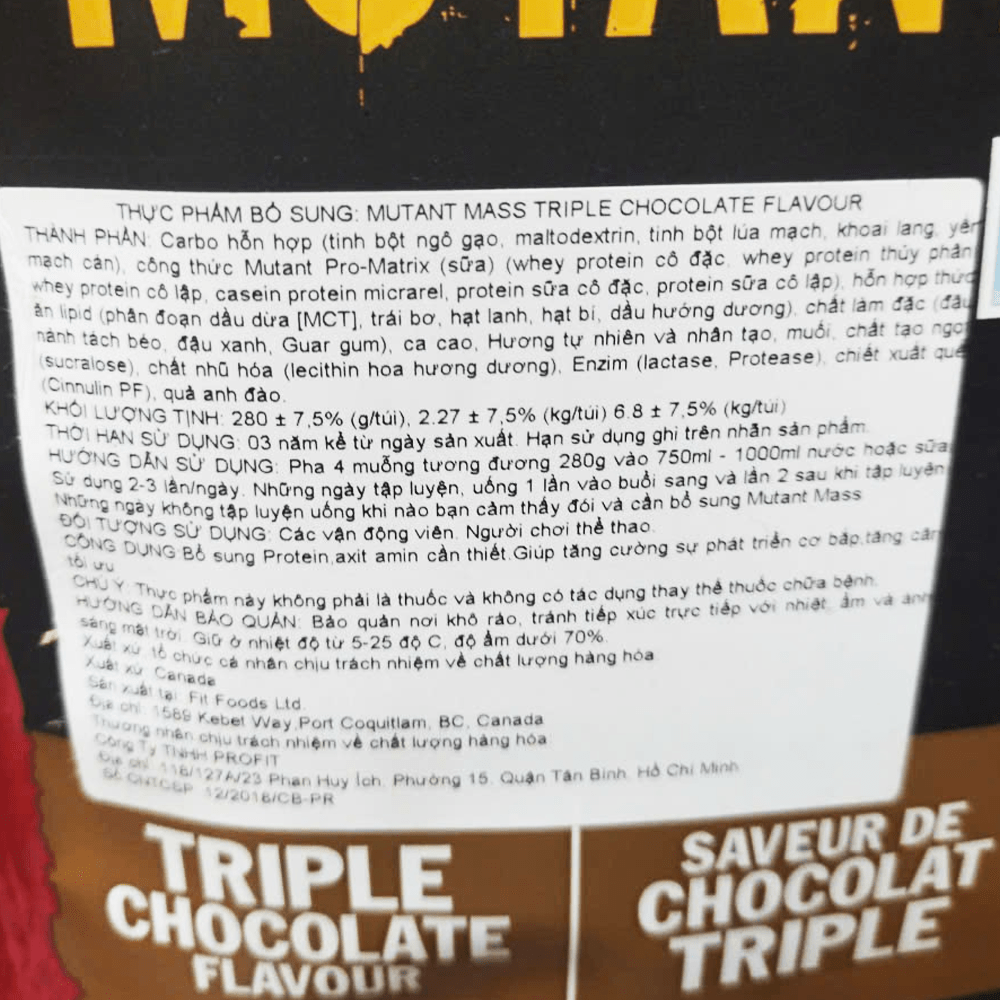 MUTAN
THỰC PHẨM BỔ SUNG: MUTANT MASS TRIPLE CHOCOLATE FLAVOUR
THÀNH PHẦN: Carbo hỗn hợp (tinh bột ngô gạo, maltodextrin, tinh bột lúa mạch, khoai lang, yến
mạch cán), công thức Mutant Pro-Matrix (sữa) (whey protein cô đặc, whey protein thủy phân
whey protein cô lập, casein protein micrarel, protein sữa cô đặc, protein sữa cô lập), hỗn hợp thức
ăn lipid (phân đoạn dầu dừa [MCT], trái bơ, hạt lanh, hạt bí, dầu hướng dương), chất làm đặc (đậu
nành tách béo, đậu xanh, Guar gum), ca cao, Hương tự nhiên và nhân tạo, muối, chất tạo ngọt
(sucralose), chất nhũ hóa (lecithin hoa hương dương), Enzim (lactase, Protease), chiết xuất quế
(Cinnulin PF), quả anh đào.
KHỐI LƯỢNG TỊNH: 280 ± 7,5% (g/túi), 2.27 ± 7,5% (kg/túi) 6.8 ± 7,5% (kg/túi)
THỜI HẠN SỬ DỤNG: 03 năm kể từ ngày sản xuất. Hạn sử dụng ghi trên nhãn sản phẩm.
HƯỚNG DẪN SỬ DỤNG: Pha 4 muỗng tương đương 280g vào 750ml - 1000ml nước hoặc sữa
Sử dụng 2-3 lần/ngày. Những ngày tập luyện, uống 1 lần vào buổi sang và lần 2 sau khi tập luyện
Những ngày không tập luyện uống khi nào bạn cảm thấy đói và cần bổ sung Mutant Mass
ĐỐI TƯỢNG SỬ DỤNG: Các vận động viên. Người chơi thể thao.
CÔNG DỤNG:Bổ sung Protein,axit amin cần thiết.Giúp tăng cường sự phát triển cơ bắp,tăng cân
tối ưu
CHÚ Ý: Thực phẩm này không phải là thuốc và không có tác dụng thay thế thuốc chữa bệnh.
HƯỚNG DẪN BẢO QUẢN: Bảo quản nơi khô ráo, tránh tiếp xúc trực tiếp với nhiệt, ẩm và ánh
sáng mặt trời. Giữ ở nhiệt độ từ 5-25 độ C, độ ẩm dưới 70%.
Xuất xứ, tổ chức cá nhân chịu trách nhiệm về chất lượng hàng hóa
Xuất xứ: Canada
Sản xuất tại: Fit Foods Ltd.
Địa chỉ: 1589 Kebet Way,Port Coquitlam, BC, Canada
Thương nhân chịu trách nhiệm về chất lượng hàng hóa
Công Ty TNHH PROFIT
Địa chỉ: 118/127A/23 Phan Huy Ích, Phường 15, Quận Tân Bình, Hồ Chí Minh
Số GNTCSP: 12/2018/CB-PR
TRIPLE
CHOCOLATE
FLAVOUR
SAVEUR DE
CHOCOLAT
TRIPLE